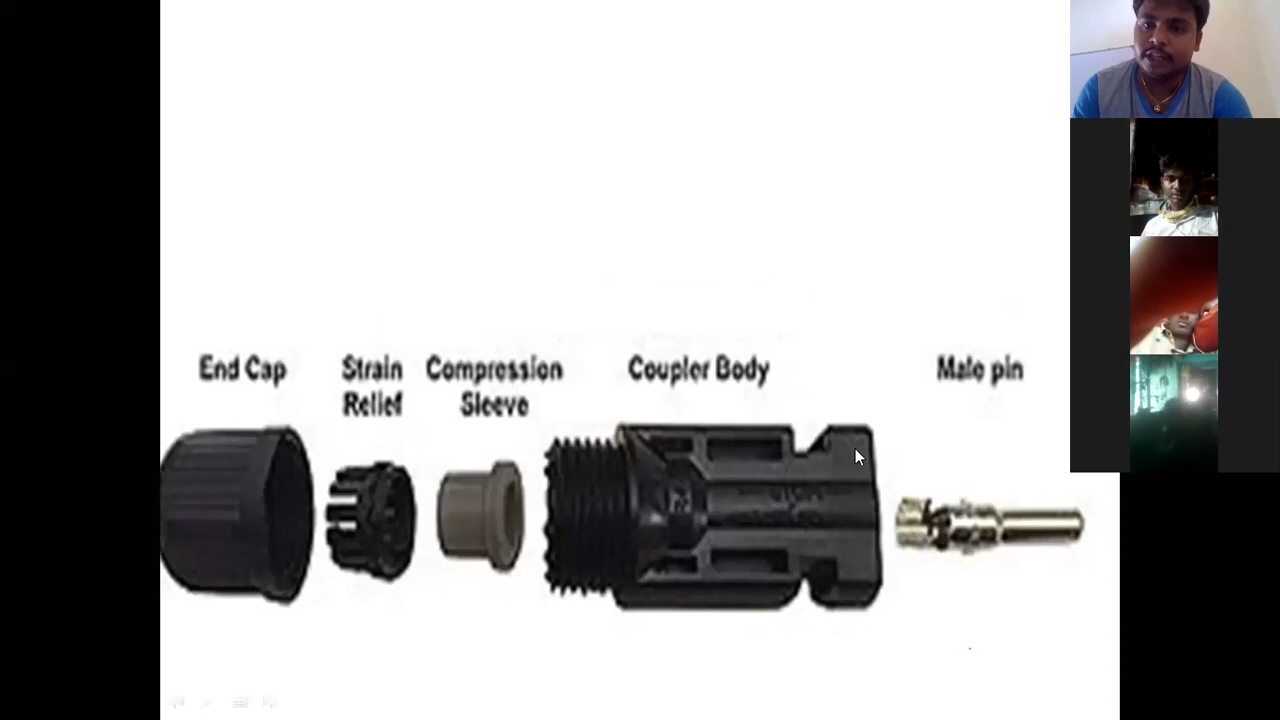 End Cap
Strain
Relief
Compression
Sleeve
Coupler Body
Male pin